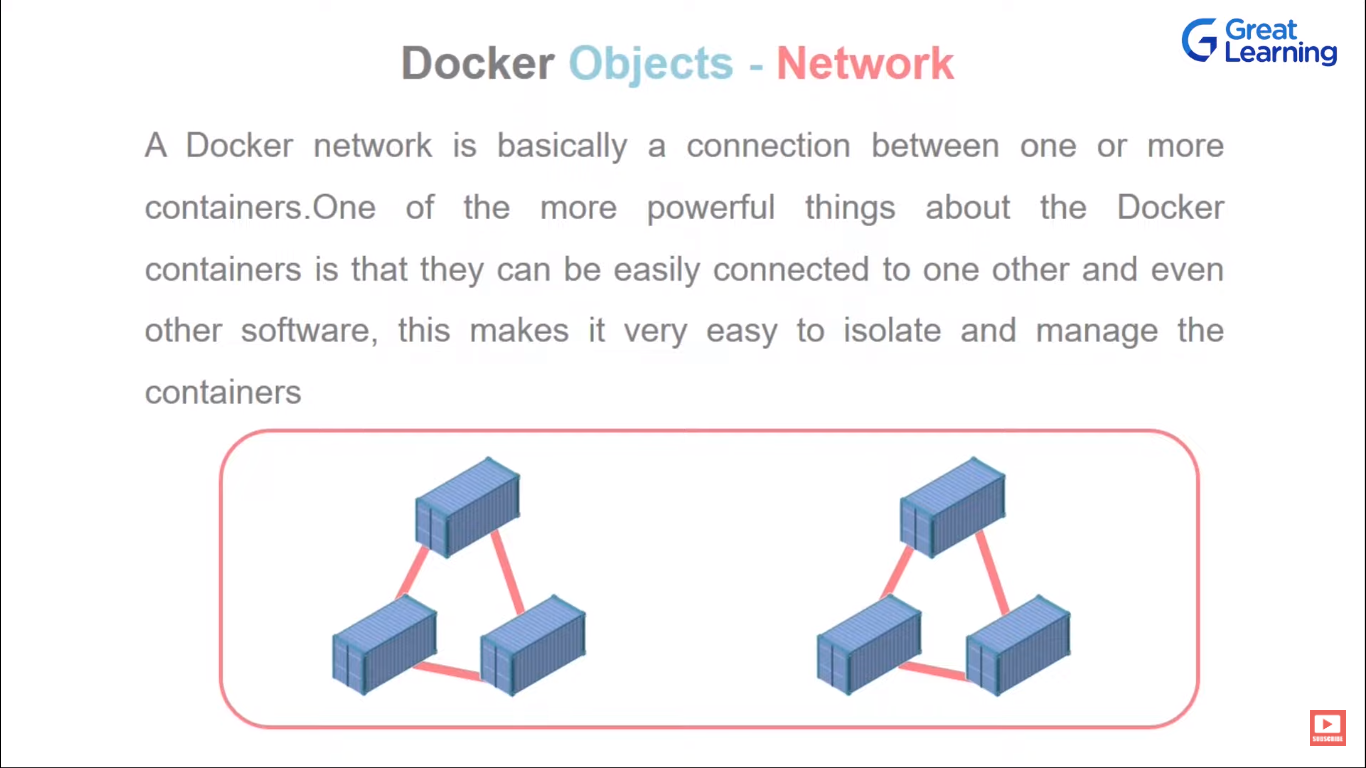 Great
Learning
Docker Objects - Network
A Docker network is basically a connection between one or more
containers.One of the more powerful things about the Docker
containers is that they can be easily connected to one other and even
other software, this makes it very easy to isolate and manage the
containers
SUBSCRIBE